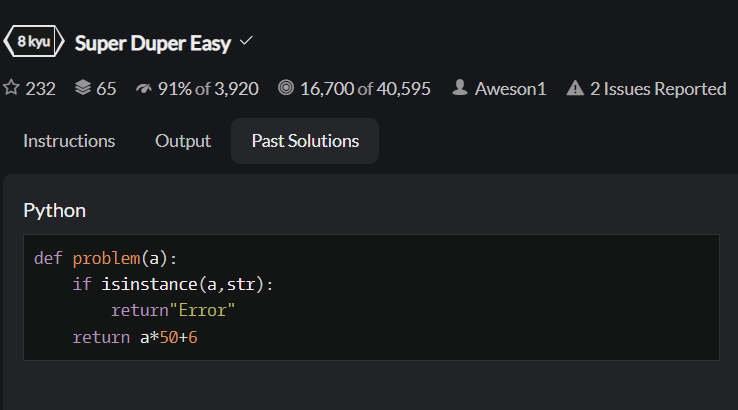 8 kyu Super Duper Easy
232 65 91% of 3,920 16,700 of 40,595 Aweson1 2 Issues Reported
Instructions Output Past Solutions
Python
def problem(a):
    if isinstance(a,str):
        return"Error"
    return a*50+6